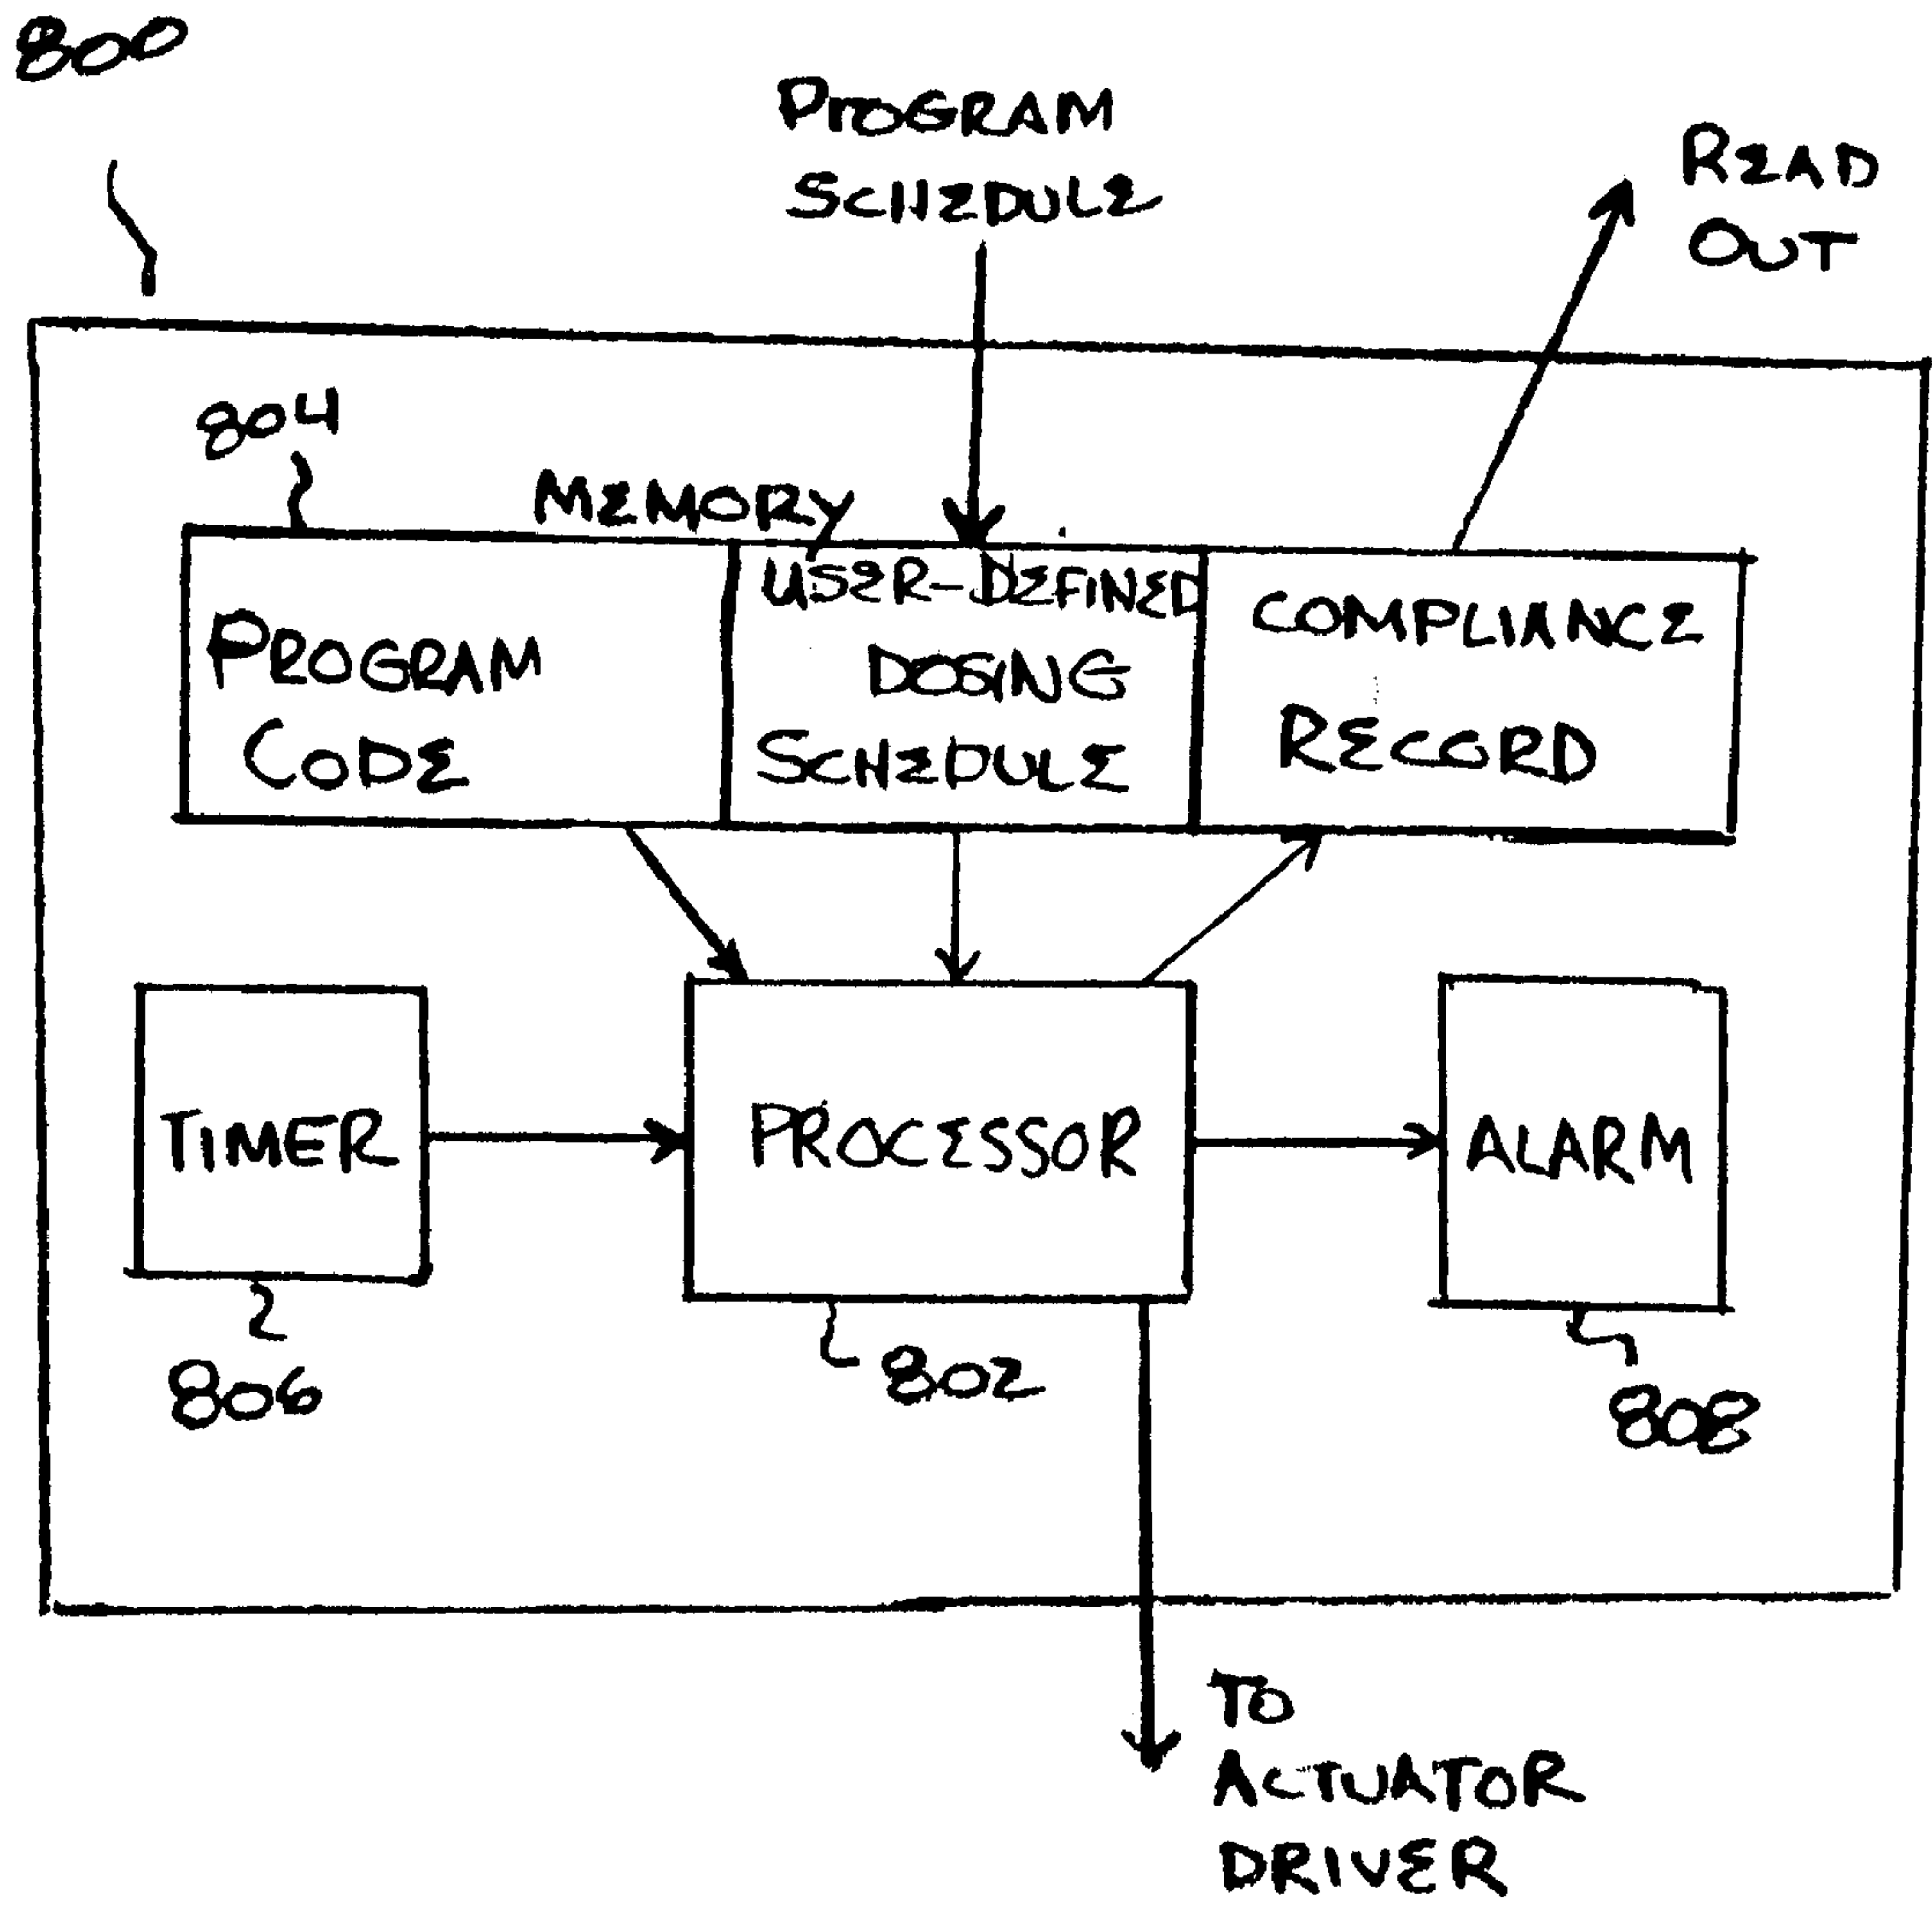 800
PROGRAM
SCHEDULE
READ
OUT
804
MEMORY
PROGRAM
CODE
USER-DEFINED
DOSING
SCHEDULE
COMPLIANCE
RECORD
TIMER
PROCESSOR
ALARM
806
802
808
TO
ACTUATOR
DRIVER